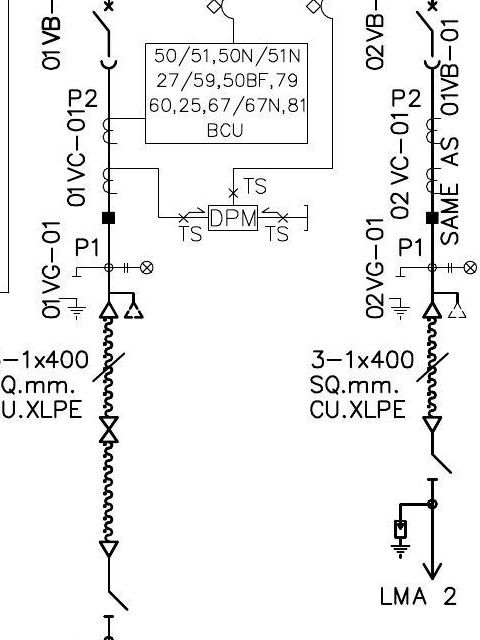 01VB-
02VB-
50/51,50N/51N
27/59,50BF,79
60,25,67/67N,81
BCU
P2
01VC-01
P2
02 VC-01
SAME AS 01VB-01
TS
DPM
TS
TS
P1
01VG-01
P1
02VG-01
-1x400
Q.mm.
U.XLPE
3-1x400
SQ.mm.
CU.XLPE
LMA 2